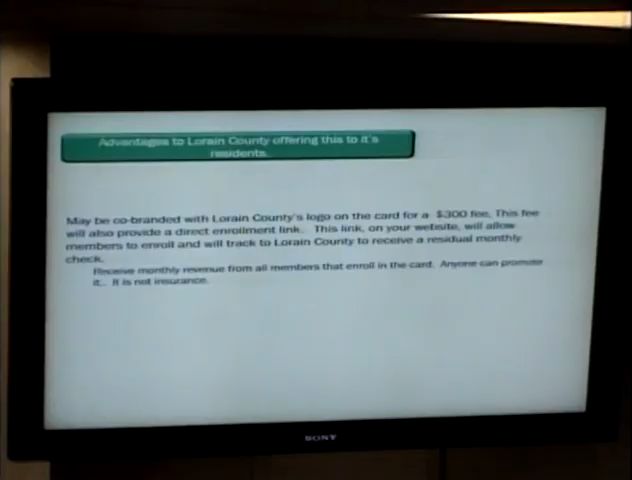 Advantages to Lorain County offering this to it's
residents.
May be co-branded with Lorain County's logo on the card for a $300 fee. This fee
will also provide a direct enrollment link. This link, on your website, will allow
members to enroll and will track to Lorain County to receive a residual monthly
check.
Receive monthly revenue from all members that enroll in the card. Anyone can promote
it.. It is not insurance.
SONY